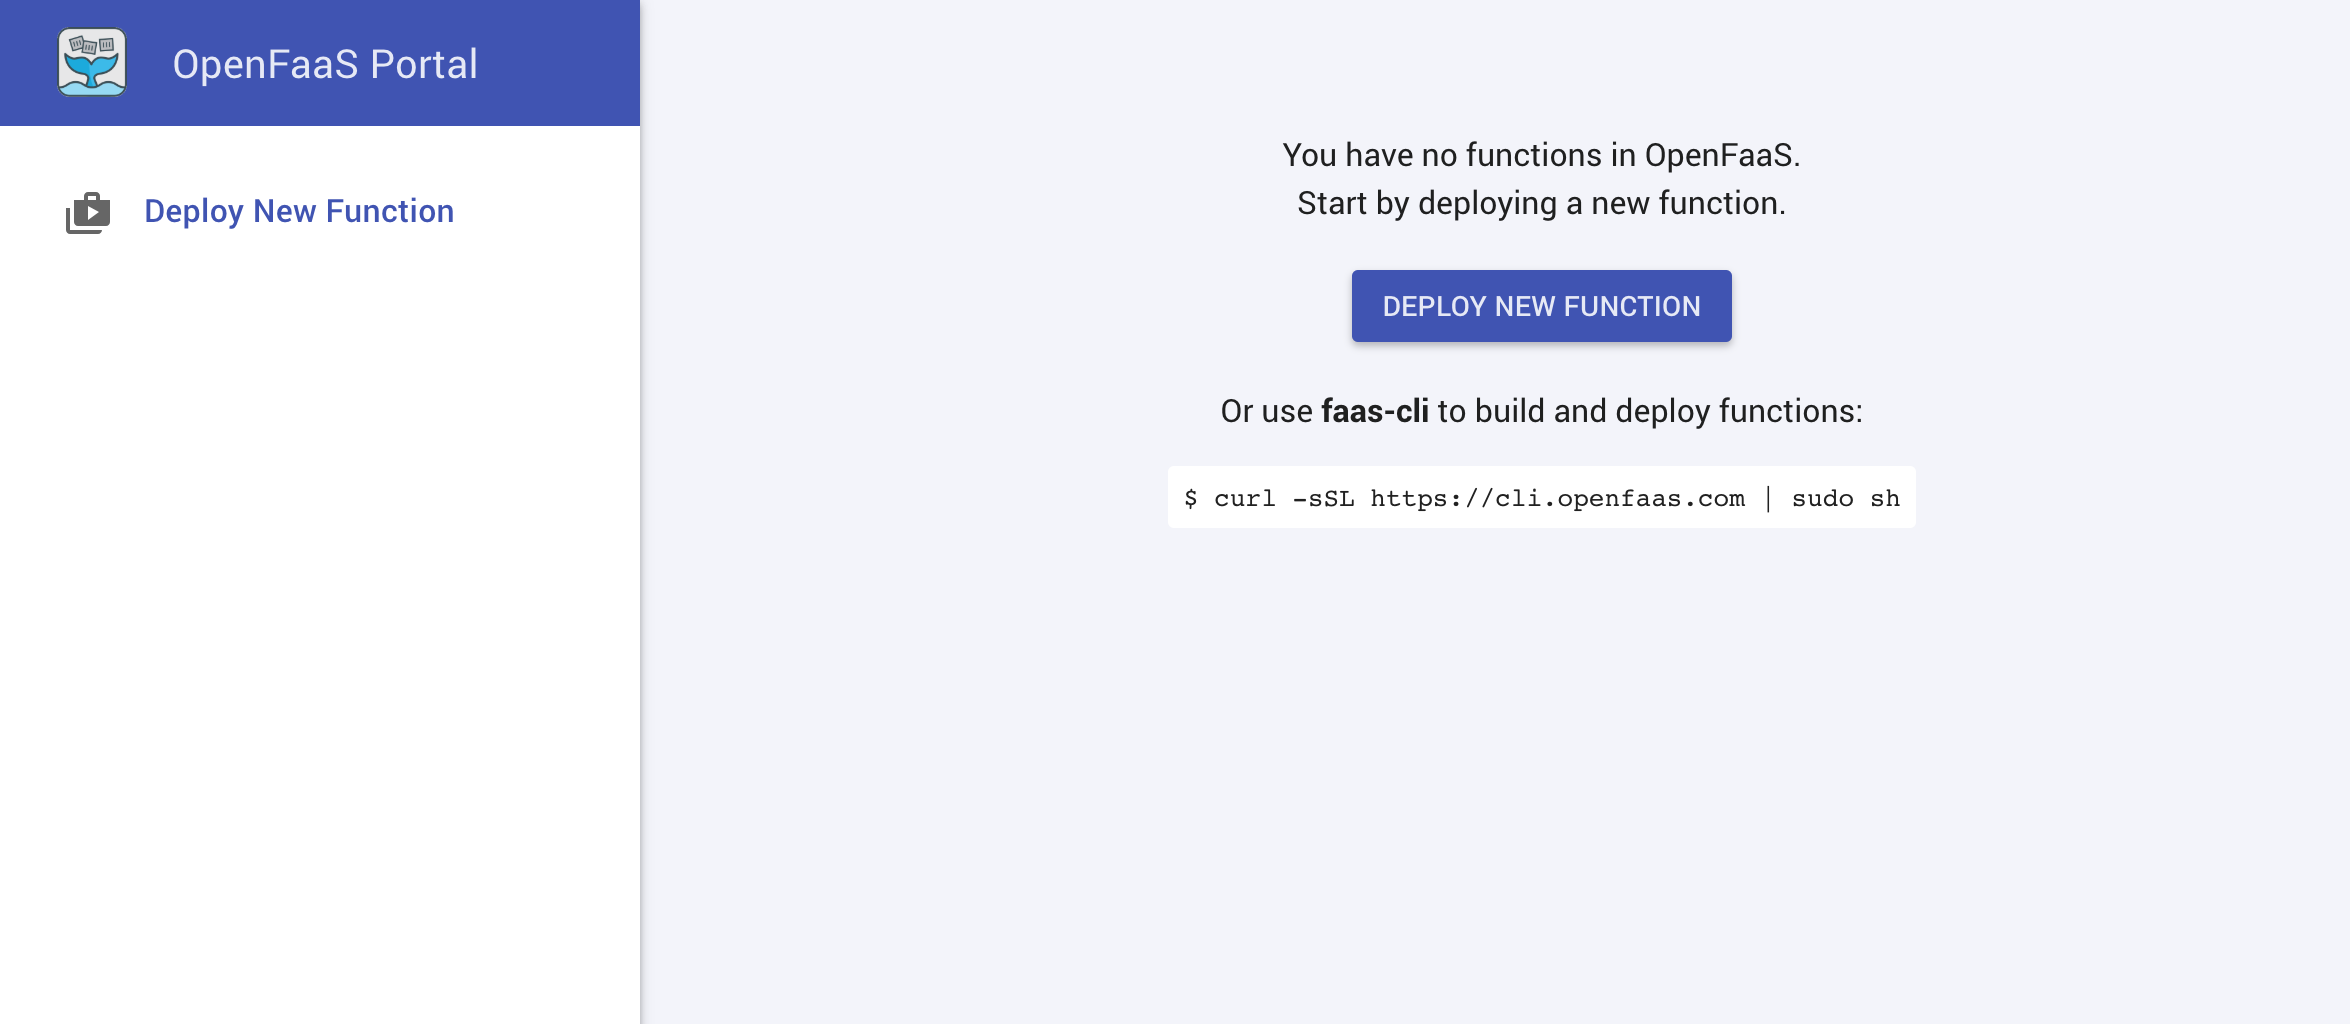 OpenFaaS Portal
Deploy New Function
You have no functions in OpenFaaS.
Start by deploying a new function.
DEPLOY NEW FUNCTION
Or use faas-cli to build and deploy functions:
$ curl -sSL https://cli.openfaas.com | sudo sh